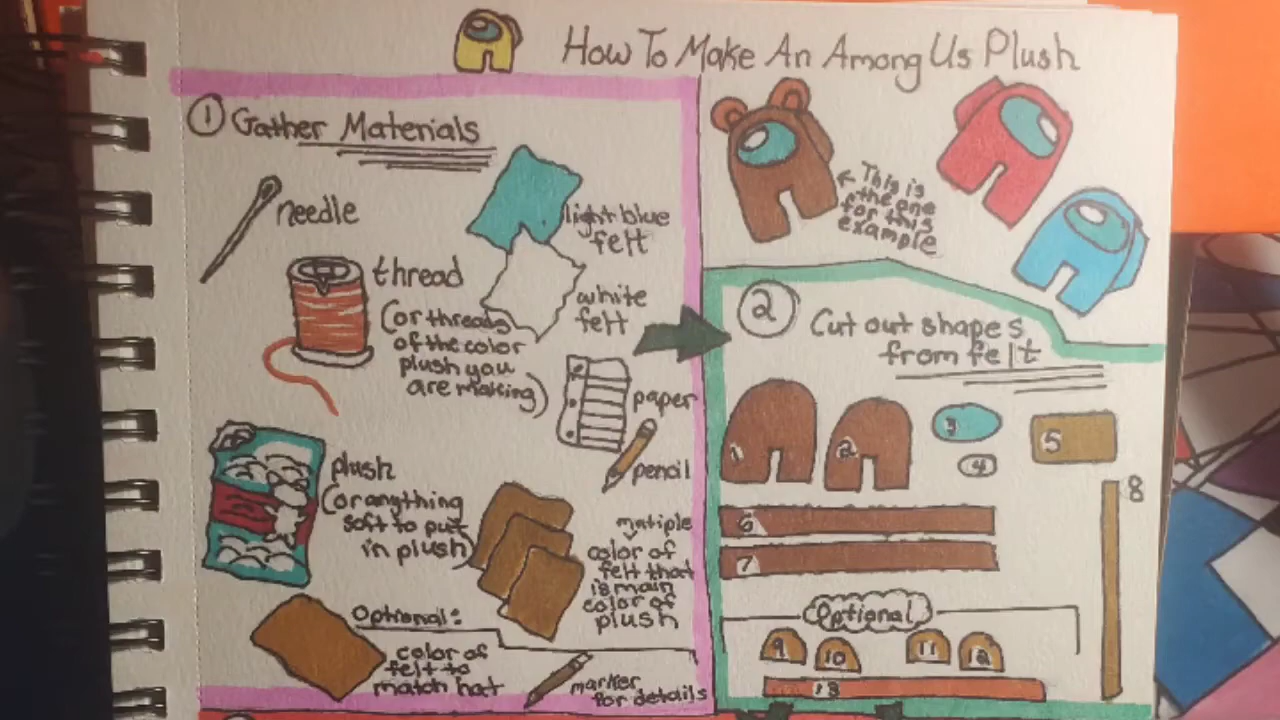 How To Make An Among Us Plush
① Gather Materials
needle
light blue
felt
thread
(or threads
of the color
plush you
are making)
white
felt
paper
pencil
plush
(or anything
soft to put
in plush)
matiple
color of
felt that
is main
color of
plush
Optional:
color of
felt to
match hat
marker
for details
← This is
the one
for this
example
② Cut out shapes
from felt
1
2
3
4
5
6
7
8
Optional
9
10
11
12
13